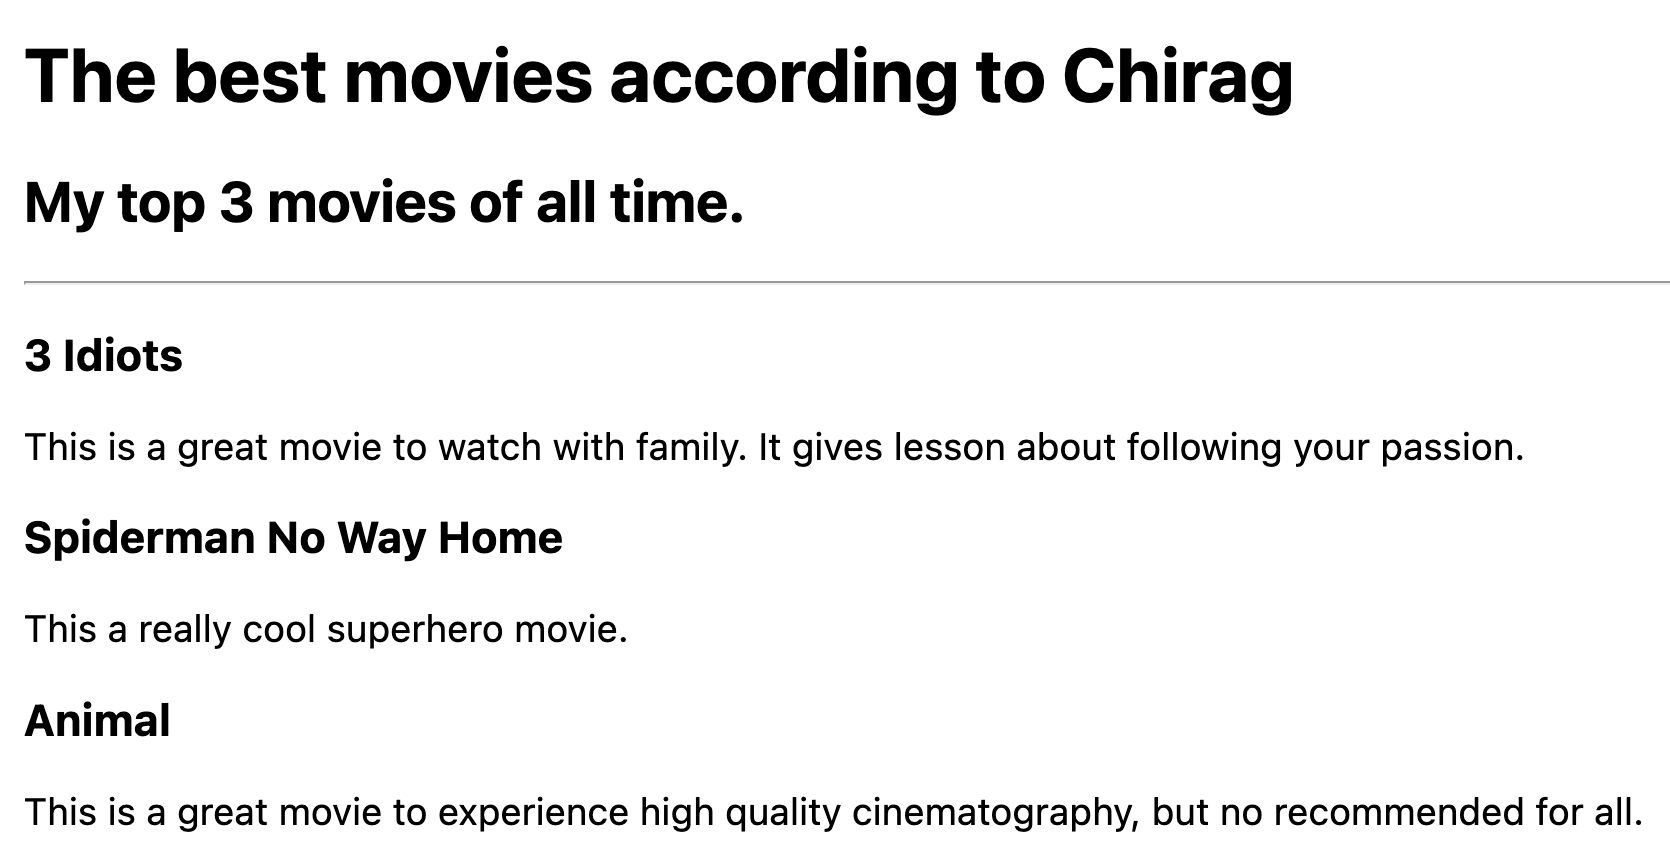 The best movies according to Chirag
My top 3 movies of all time.
3 Idiots
This is a great movie to watch with family. It gives lesson about following your passion.
Spiderman No Way Home
This a really cool superhero movie.
Animal
This is a great movie to experience high quality cinematography, but no recommended for all.